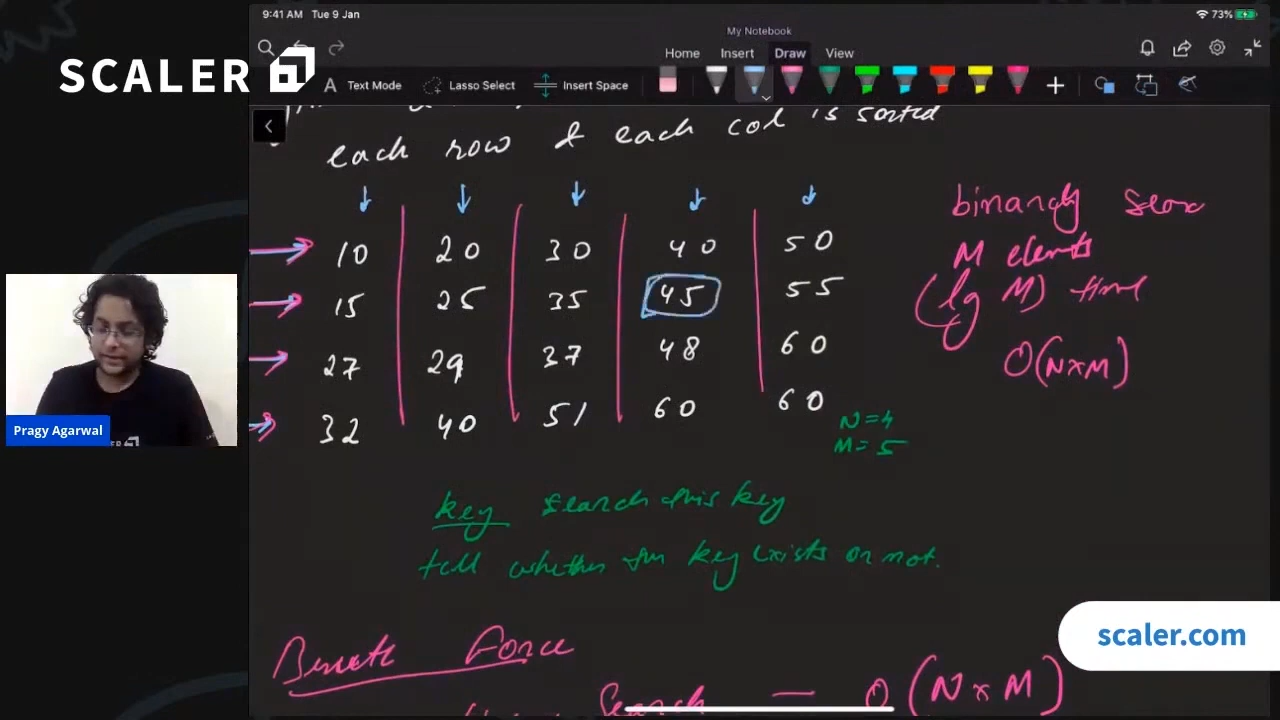 9:41 AM Tue 9 Jan
73%
My Notebook
Home Insert Draw View
SCALER
Text Mode Lasso Select Insert Space
each row & each col is sorted
10 20 30 40 50
15 25 35 45 55
27 29 37 48 60
32 40 51 60 60
binary
M elements
(lg M) time
O(N×M)
N=4
M=5
Pragy Agarwal
key search this key
tell whether the key exists or not.
Brute Force
Search — O(N×M)
scaler.com